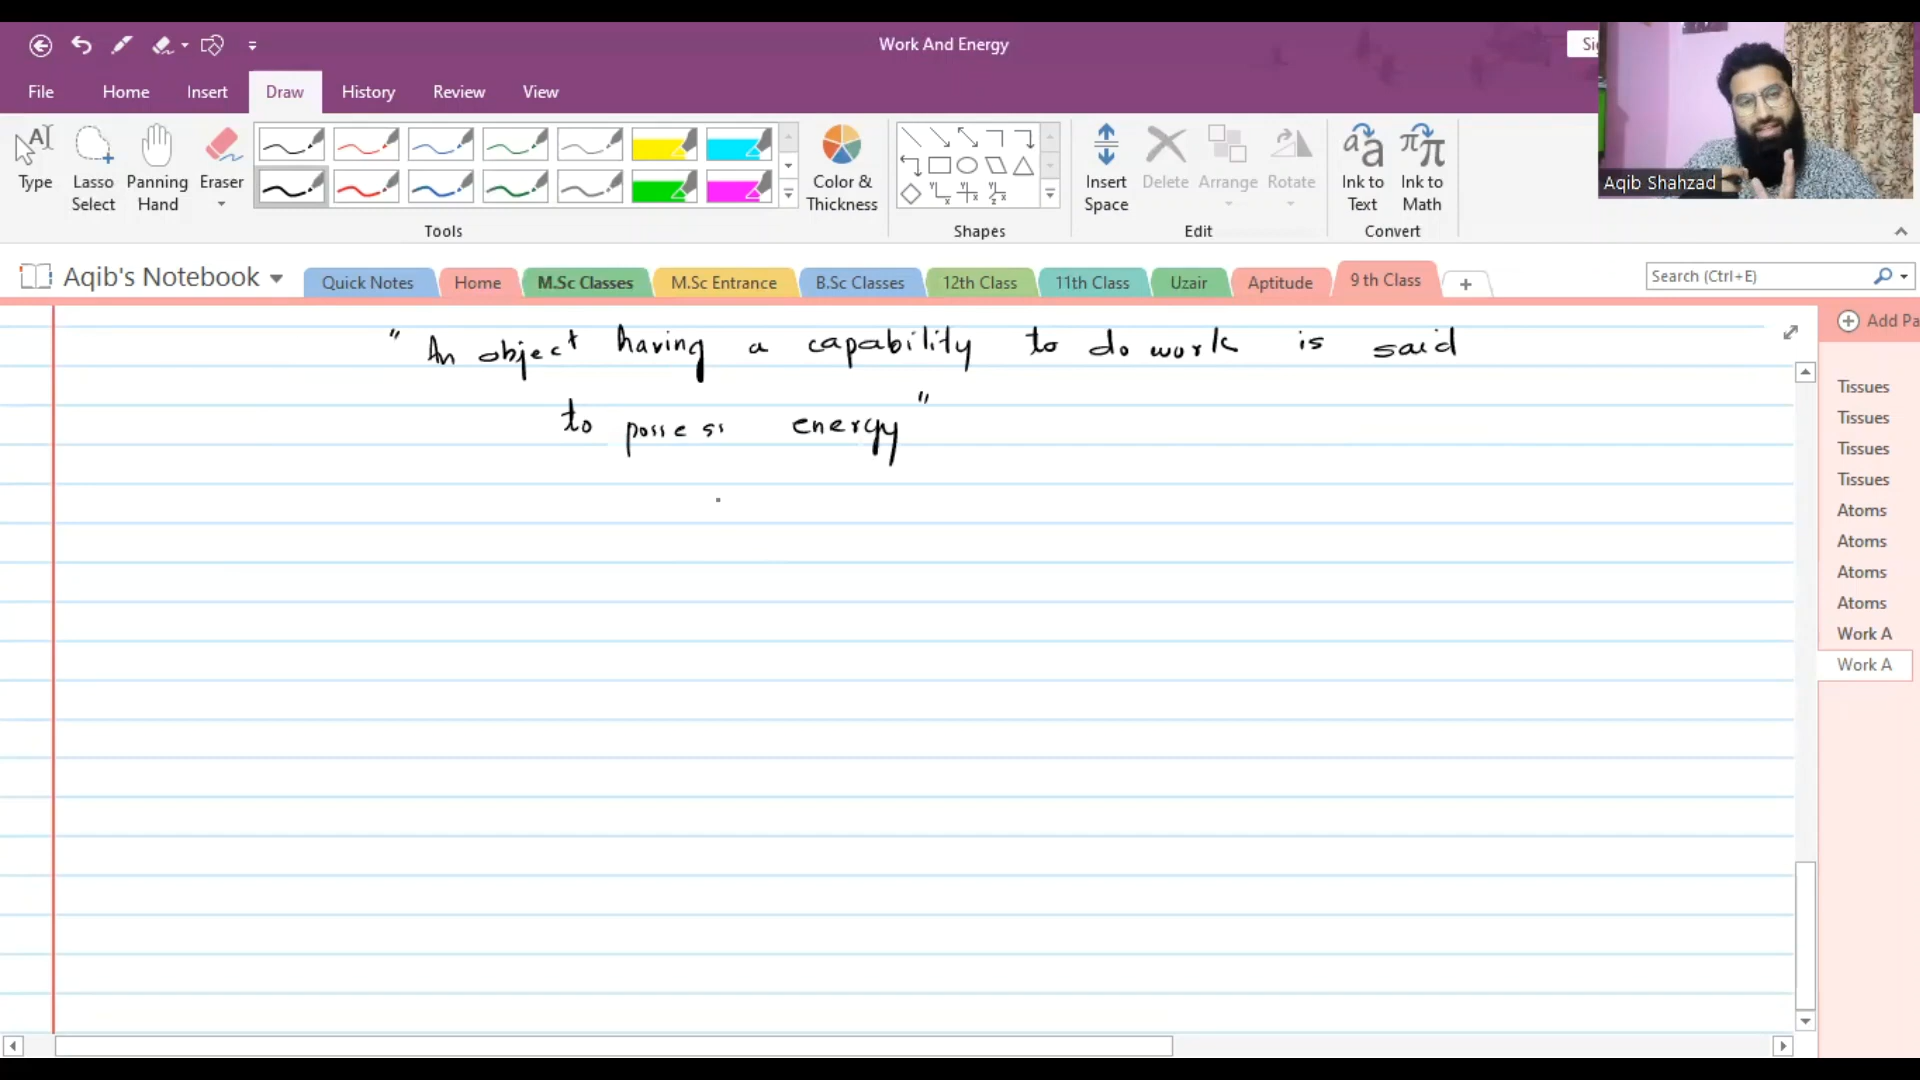 Work And Energy
Si
File Home Insert Draw History Review View
Type
Lasso Select
Panning Hand
Eraser
Color & Thickness
Insert Space
Delete
Arrange
Rotate
Ink to Text
Ink to Math
Tools
Shapes
Edit
Convert
Aqib Shahzad
Aqib's Notebook
Quick Notes Home M.Sc Classes M.Sc Entrance B.Sc Classes 12th Class 11th Class Uzair Aptitude 9 th Class
Search (Ctrl+E)
Add Pa
" An object having a capability to do work is said
to possess energy "
Tissues
Tissues
Tissues
Tissues
Atoms
Atoms
Atoms
Atoms
Work A
Work A